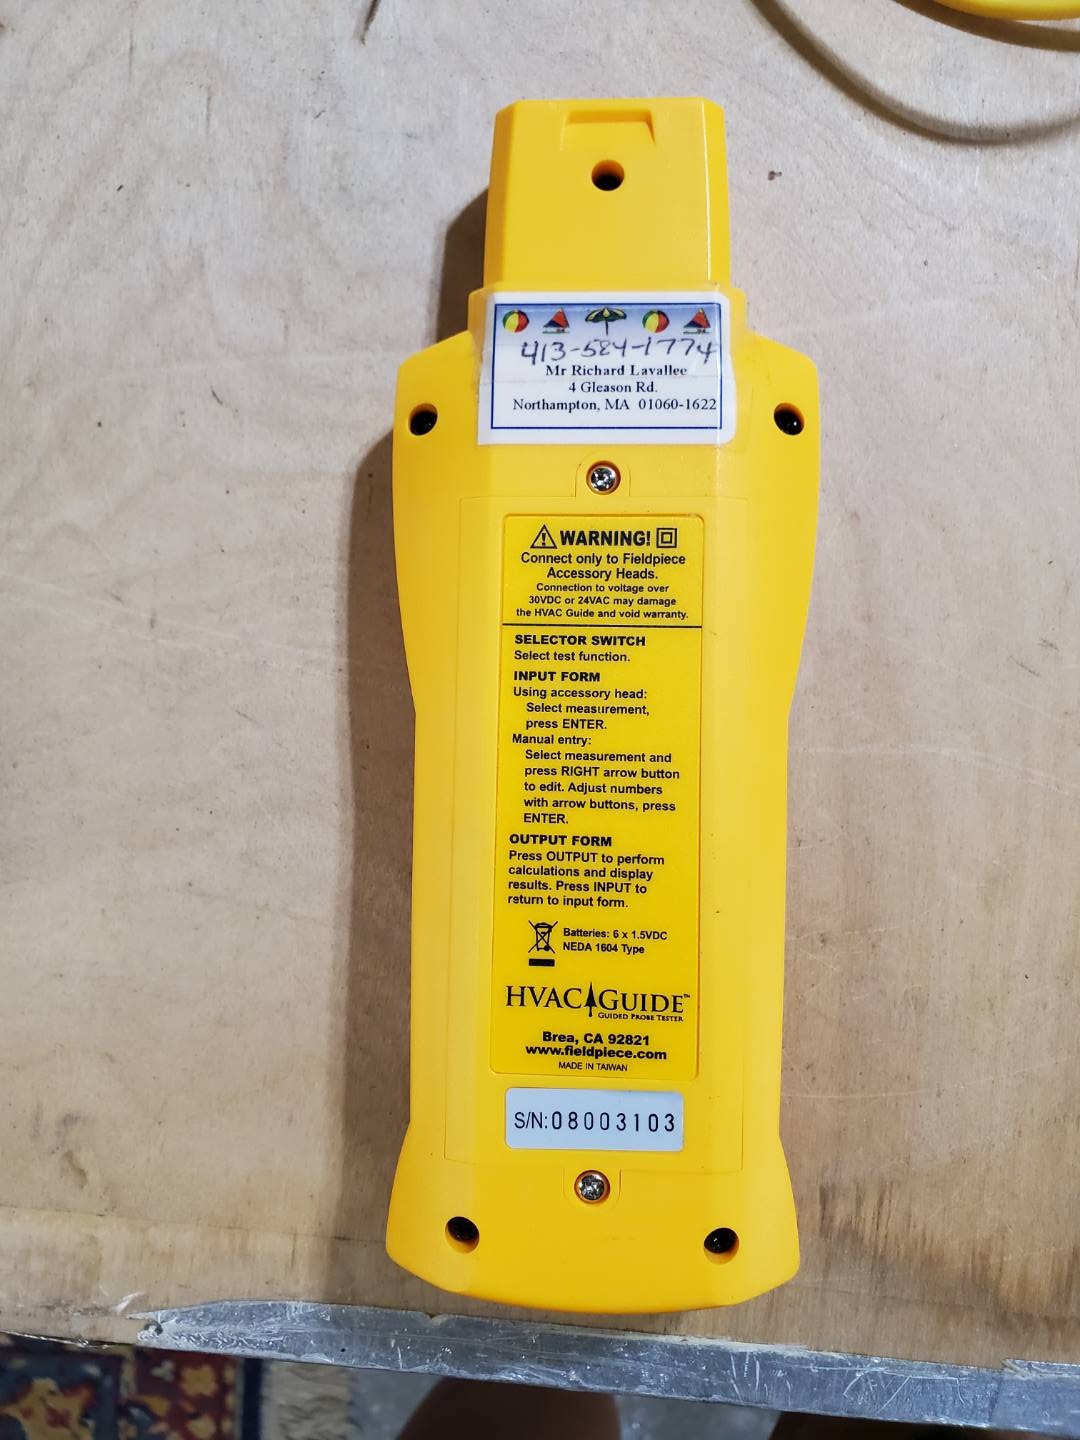 413-584-1774
Mr Richard Lavallee
4 Gleason Rd.
Northampton, MA 01060-1622
WARNING!
Connect only to Fieldpiece
Accessory Heads.
Connection to voltage over
30VDC or 24VAC may damage
the HVAC Guide and void warranty.
SELECTOR SWITCH
Select test function.
INPUT FORM
Using accessory head:
Select measurement,
press ENTER.
Manual entry:
Select measurement and
press RIGHT arrow button
to edit. Adjust numbers
with arrow buttons, press
ENTER.
OUTPUT FORM
Press OUTPUT to perform
calculations and display
results. Press INPUT to
return to input form.
Batteries: 6 x 1.5VDC
NEDA 1604 Type
HVAC GUIDE™
GUIDED PROBE TESTER
Brea, CA 92821
www.fieldpiece.com
MADE IN TAIWAN
S/N:08003103